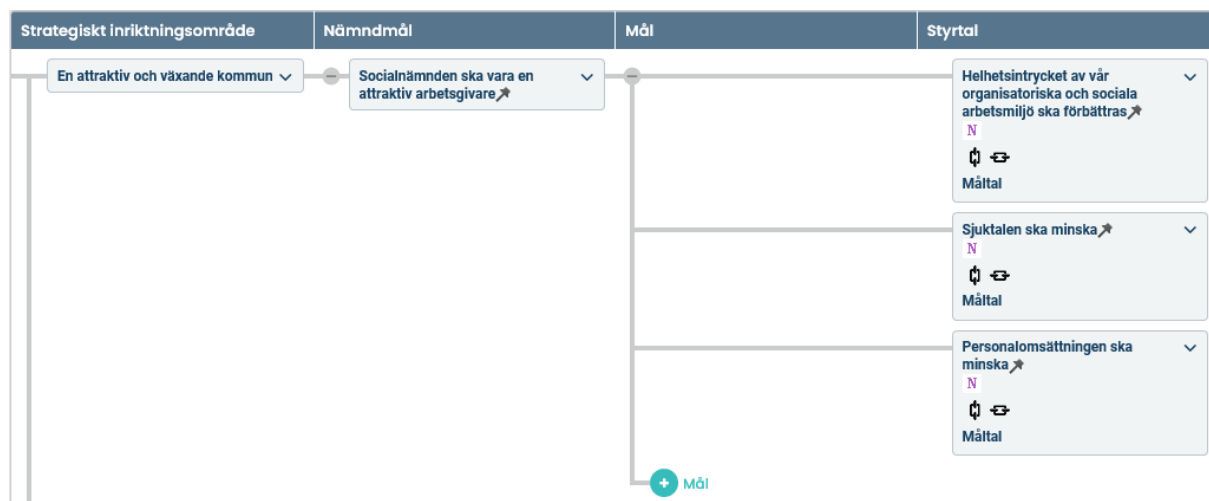 Strategiskt inriktningsområde
Nämndmål
Mål
Styrtal
En attraktiv och växande kommun
Socialnämnden ska vara en
attraktiv arbetsgivare
Helhetsintrycket av vår
organisatoriska och sociala
arbetsmiljö ska förbättras
N
Måltal
Sjuktalen ska minska
N
Måltal
Personalomsättningen ska
minska
N
Måltal
Mål